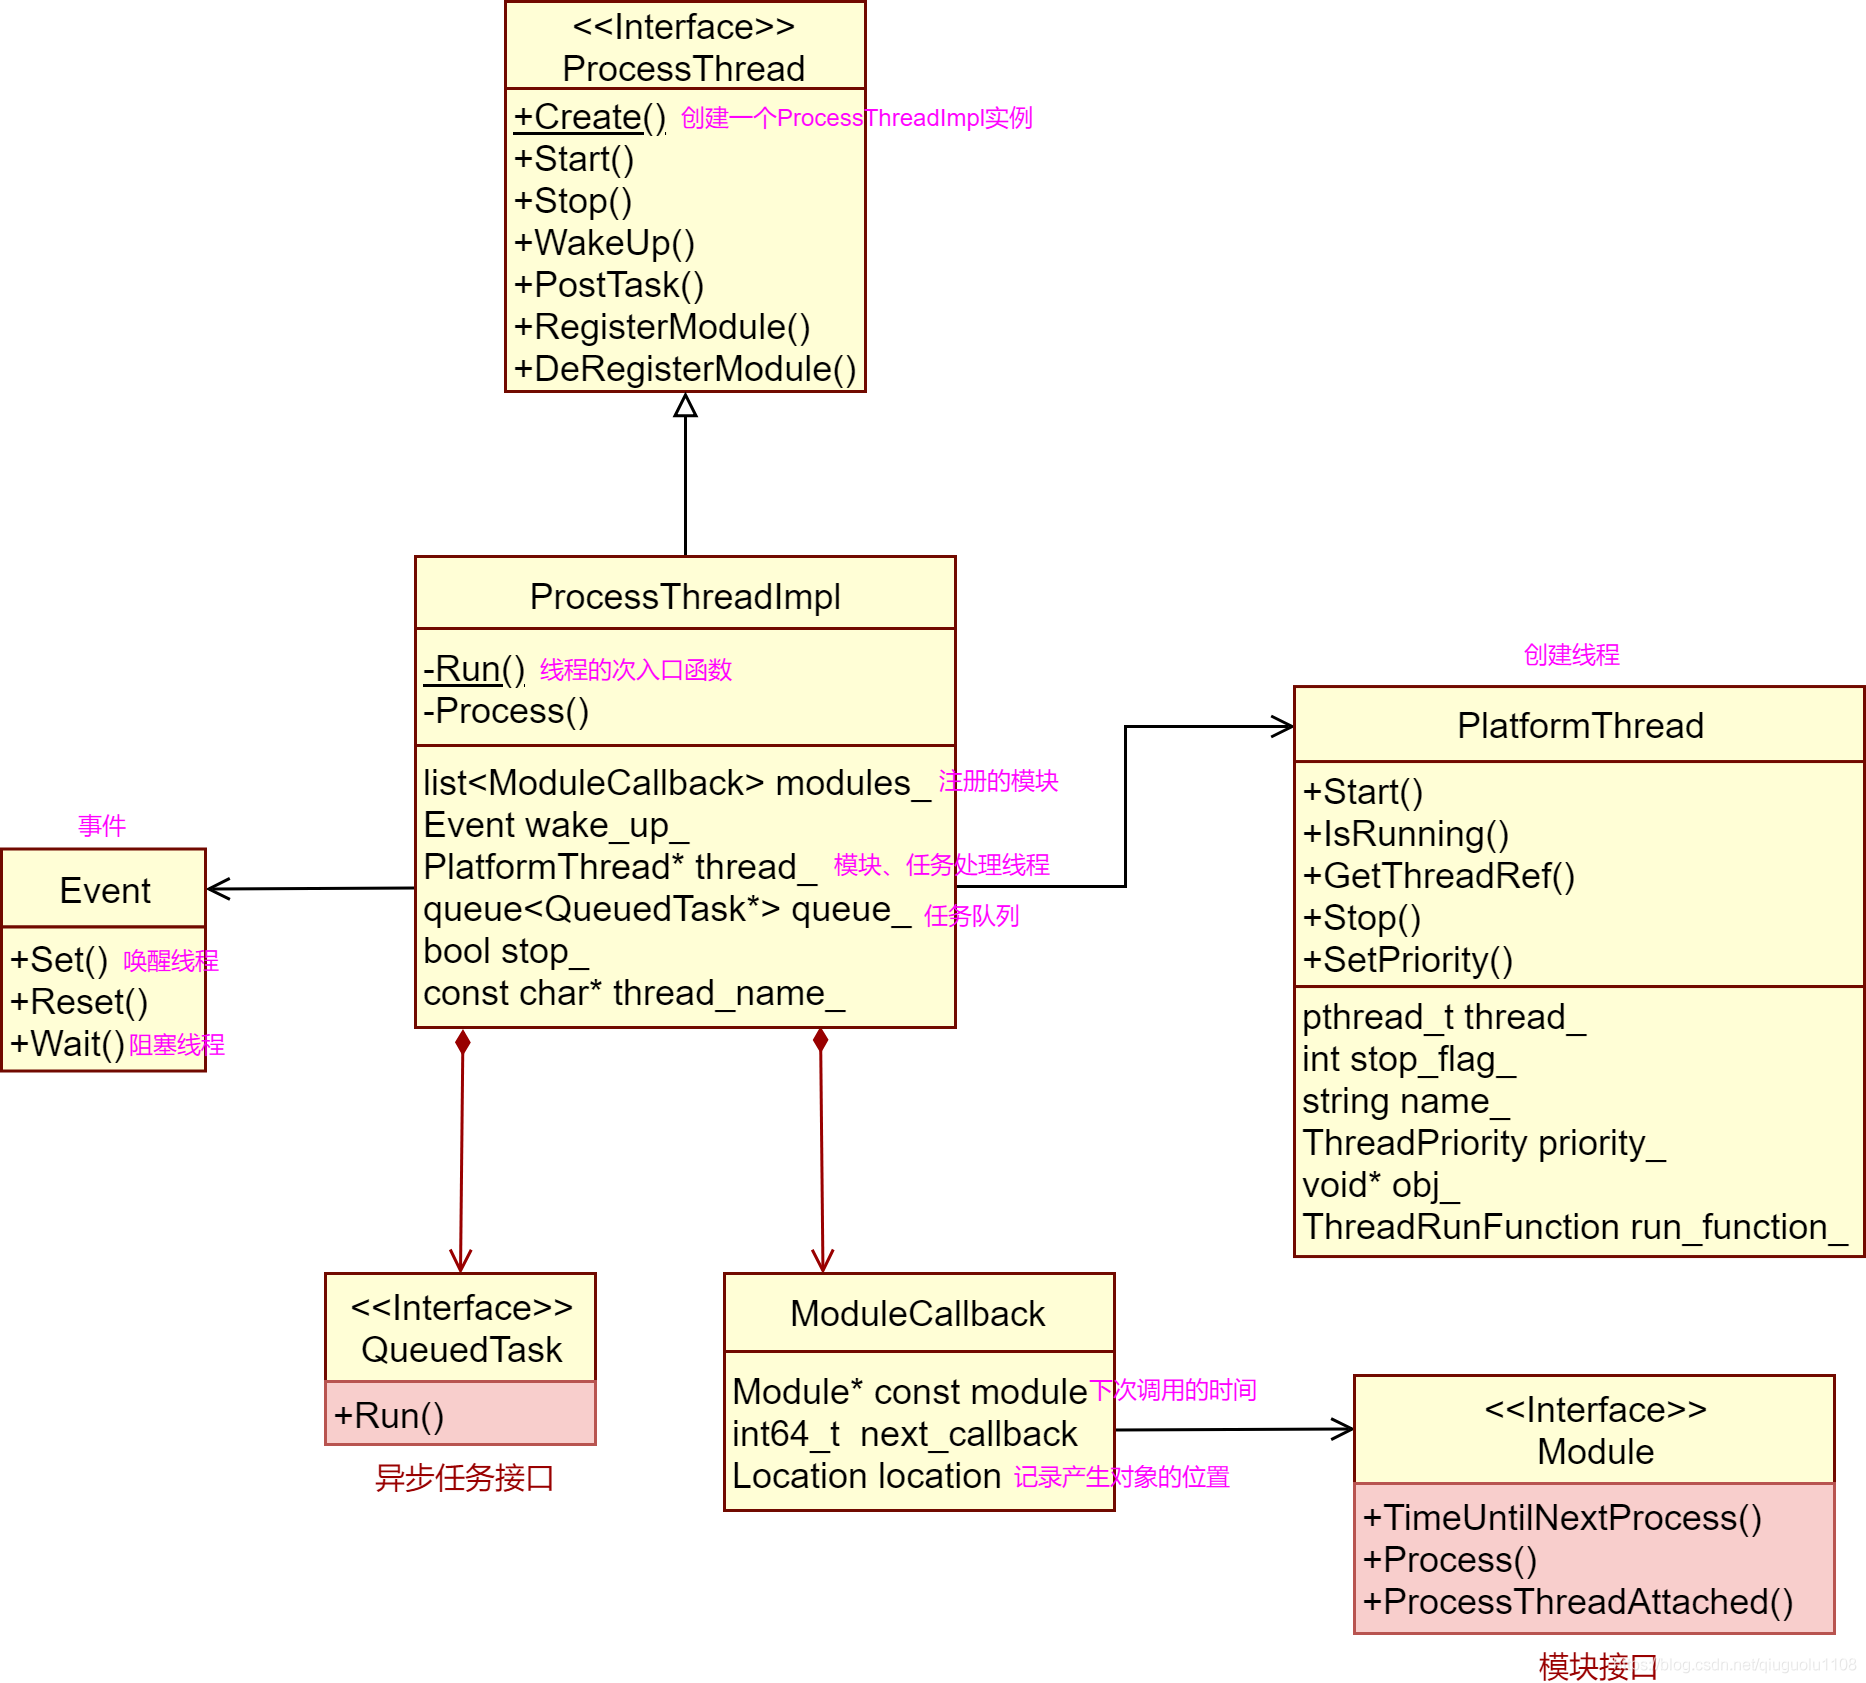 <<Interface>>
ProcessThread
+Create() 创建一个ProcessThreadImpl实例
+Start()
+Stop()
+WakeUp()
+PostTask()
+RegisterModule()
+DeRegisterModule()
ProcessThreadImpl
-Run() 线程的次入口函数
-Process()
list<ModuleCallback> modules_ 注册的模块
Event wake_up_
PlatformThread* thread_ 模块、任务处理线程
queue<QueuedTask*> queue_ 任务队列
bool stop_
const char* thread_name_
创建线程
PlatformThread
+Start()
+IsRunning()
+GetThreadRef()
+Stop()
+SetPriority()
pthread_t thread_
int stop_flag_
string name_
ThreadPriority priority_
void* obj_
ThreadRunFunction run_function_
事件
Event
+Set() 唤醒线程
+Reset()
+Wait() 阻塞线程
<<Interface>>
QueuedTask
+Run()
异步任务接口
ModuleCallback
Module* const module 下次调用的时间
int64_t next_callback
Location location 记录产生对象的位置
<<Interface>>
Module
+TimeUntilNextProcess()
+Process()
+ProcessThreadAttached()
模块接口
https://blog.csdn.net/qiuguolu1108